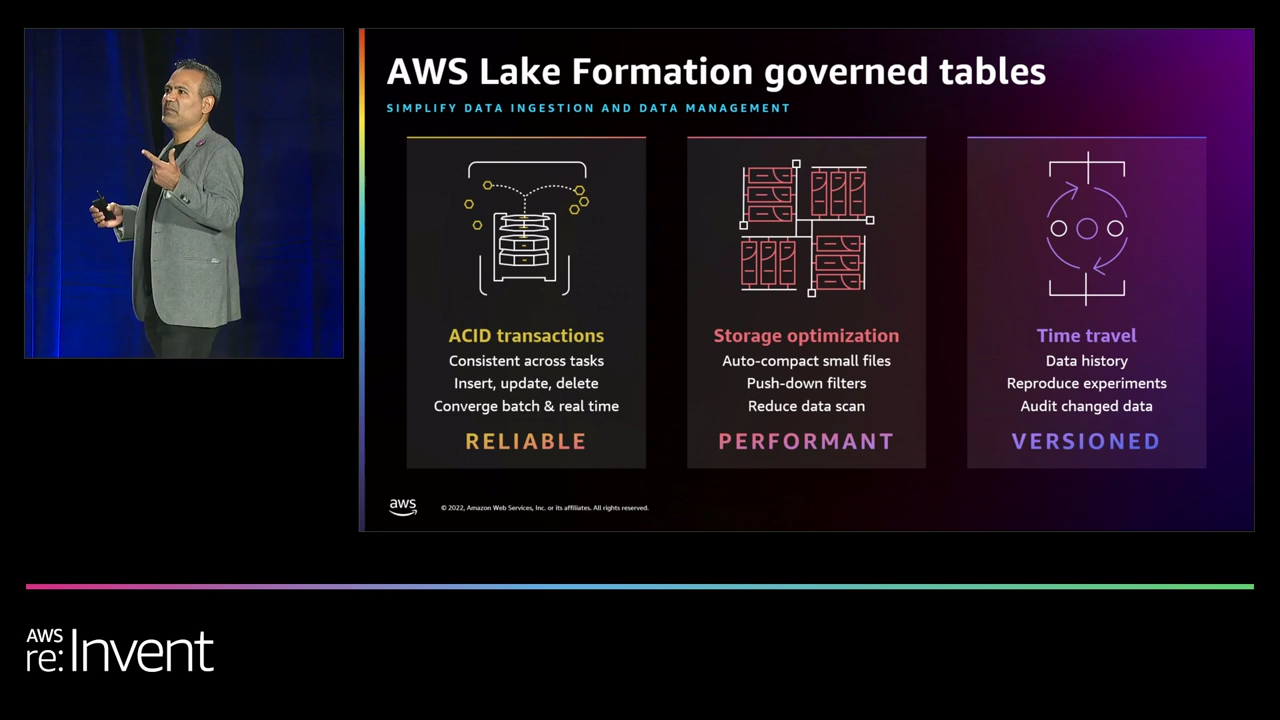 AWS Lake Formation governed tables
SIMPLIFY DATA INGESTION AND DATA MANAGEMENT
ACID transactions
Consistent across tasks
Insert, update, delete
Converge batch & real time
RELIABLE
Storage optimization
Auto-compact small files
Push-down filters
Reduce data scan
PERFORMANT
Time travel
Data history
Reproduce experiments
Audit changed data
VERSIONED
aws
© 2022, Amazon Web Services, Inc. or its affiliates. All rights reserved.
AWS
re:Invent